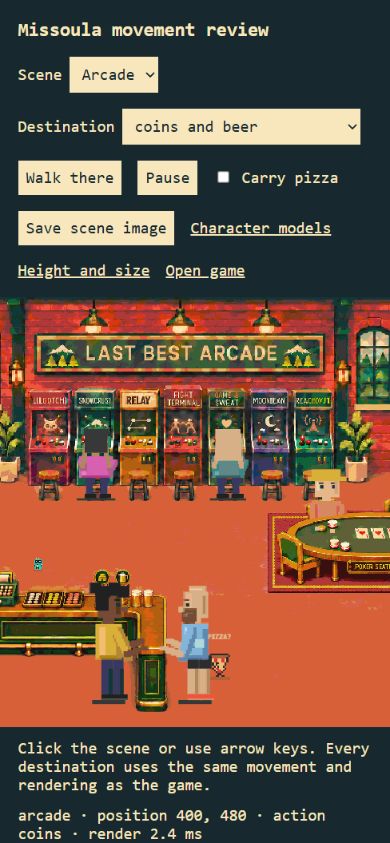 Missoula movement review
Scene Arcade
Destination coins and beer
Walk there Pause Carry pizza
Save scene image Character models
Height and size Open game
LAST BEST ARCADE
RELAY
FIGHT TERMINAL
MOONBEAM
POKER SEATS
PIZZA?
Click the scene or use arrow keys. Every
destination uses the same movement and
rendering as the game.
arcade · position 400, 480 · action
coins · render 2.4 ms